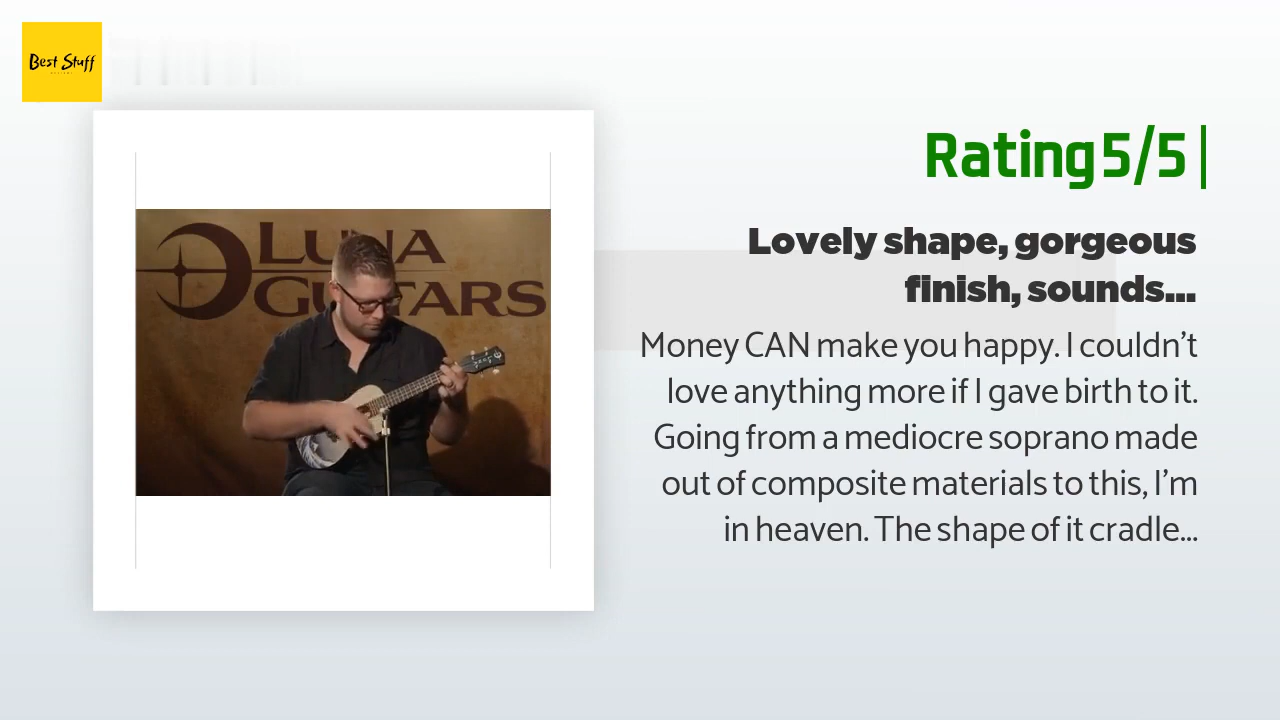 Best Stuff
Rating 5/5
LUNA
GUITARS
Lovely shape, gorgeous
finish, sounds...
Money CAN make you happy. I couldn't
love anything more if I gave birth to it.
Going from a mediocre soprano made
out of composite materials to this, I'm
in heaven. The shape of it cradle...